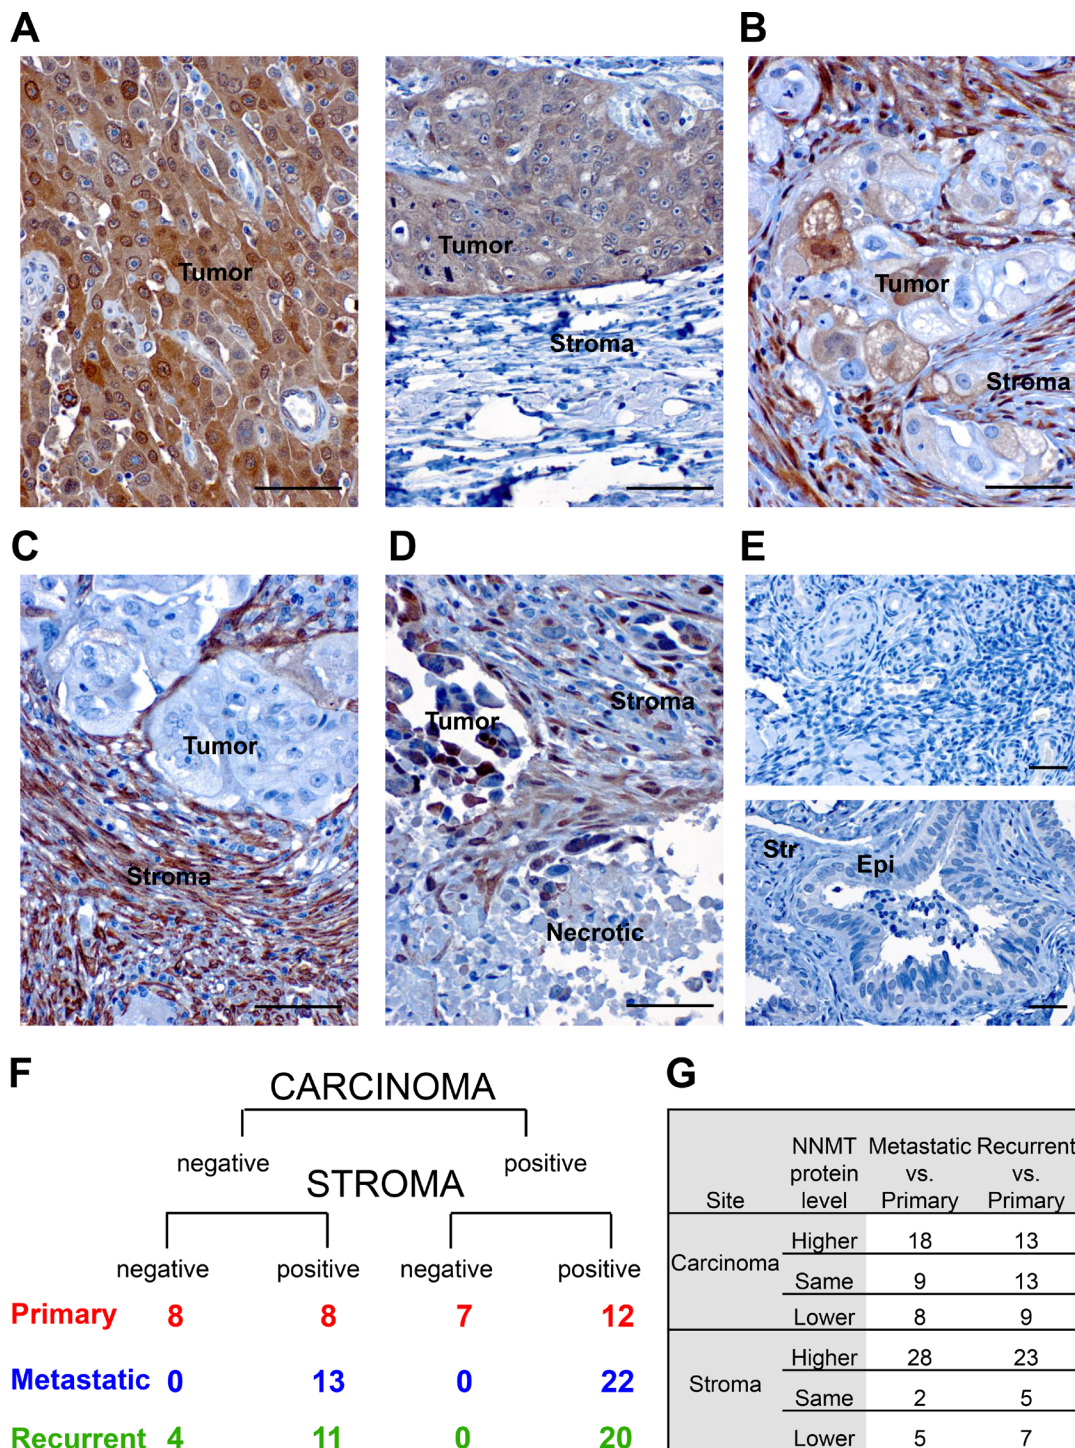 A
B
Tumor
Tumor
Stroma
Tumor
Stroma
C
D
E
Tumor
Stroma
Tumor
Stroma
Necrotic
Str
Epi
F
CARCINOMA
negative positive
STROMA
negative positive negative positive
Primary 8 8 7 12
Metastatic 0 13 0 22
Recurrent 4 11 0 20
G
Site NNMT protein level Metastatic vs. Primary Recurrent vs. Primary
Carcinoma Higher 18 13
Same 9 13
Lower 8 9
Stroma Higher 28 23
Same 2 5
Lower 5 7